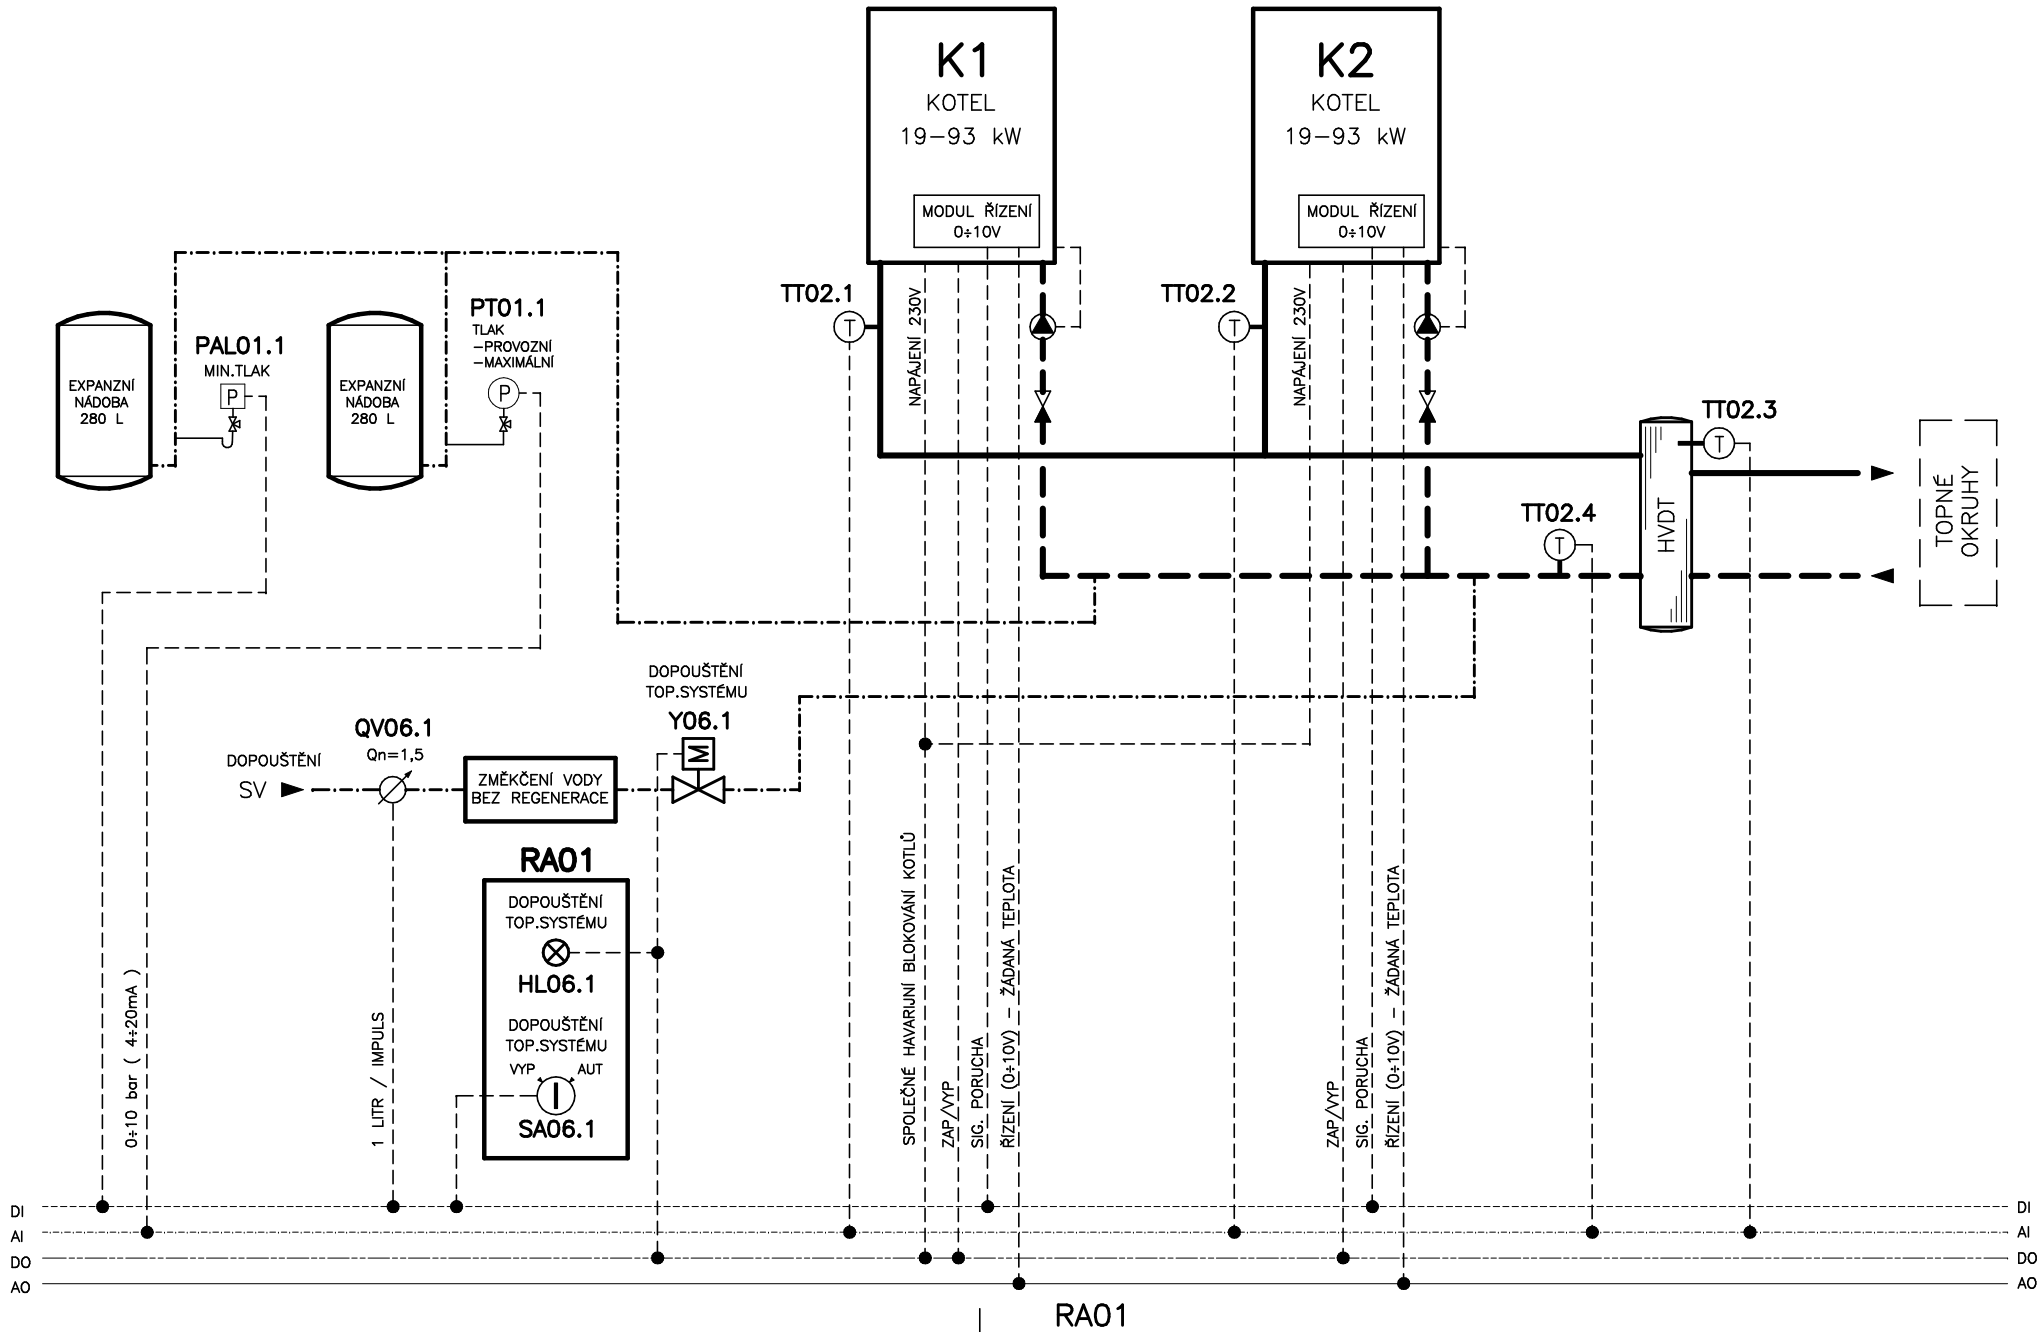 K1
KOTEL
19–93 kW
MODUL ŘÍZENÍ
0÷10V
K2
KOTEL
19–93 kW
MODUL ŘÍZENÍ
0÷10V
TT02.1
T
NAPÁJENÍ 230V
TT02.2
T
NAPÁJENÍ 230V
EXPANZNÍ
NÁDOBA
280 L
PAL01.1
MIN.TLAK
P
EXPANZNÍ
NÁDOBA
280 L
PT01.1
TLAK
–PROVOZNÍ
–MAXIMÁLNÍ
P
TT02.3
T
TT02.4
T
HVDT
TOPNÉ
OKRUHY
DOPOUŠTĚNÍ
TOP.SYSTÉMU
Y06.1
M
QV06.1
Qn=1,5
DOPOUŠTĚNÍ
SV
ZMĚKČENÍ VODY
BEZ REGENERACE
RA01
DOPOUŠTĚNÍ
TOP.SYSTÉMU
HL06.1
DOPOUŠTĚNÍ
TOP.SYSTÉMU
VYP AUT
SA06.1
0÷10 bar ( 4÷20mA )
1 LITR / IMPULS
SPOLEČNÉ HAVARIJNÍ BLOKOVÁNÍ KOTLŮ
ZAP/VYP
SIG. PORUCHA
ŘÍZENÍ (0÷10V) – ŽÁDANÁ TEPLOTA
ZAP/VYP
SIG. PORUCHA
ŘÍZENÍ (0÷10V) – ŽÁDANÁ TEPLOTA
DI DI
AI AI
DO DO
AO AO
RA01